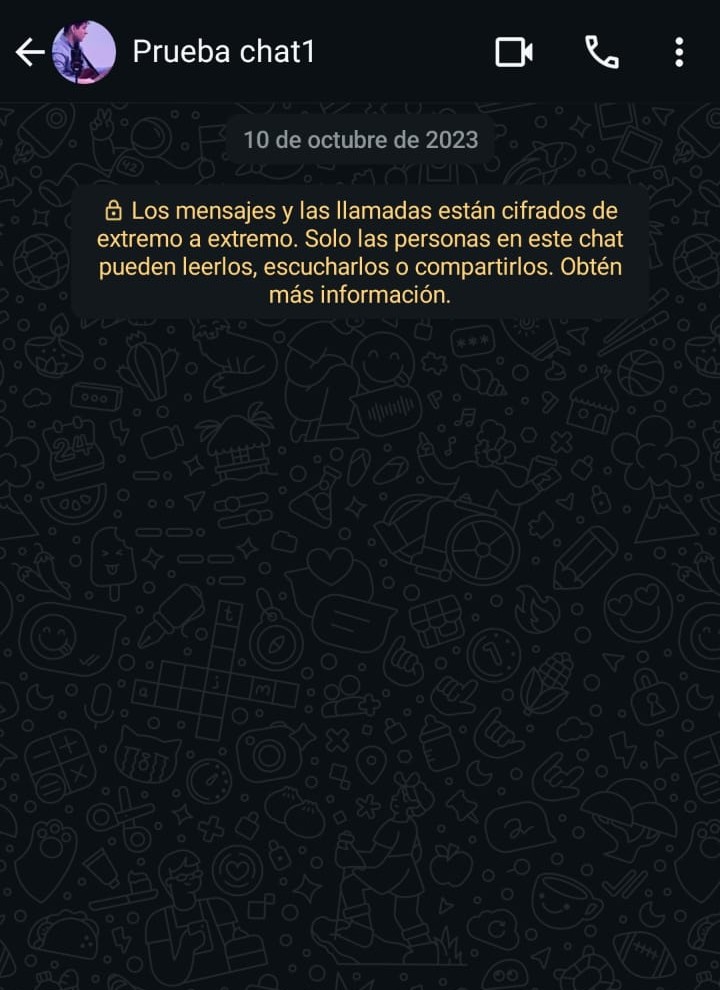 Prueba chat1
10 de octubre de 2023
Los mensajes y las llamadas están cifrados de
extremo a extremo. Solo las personas en este chat
pueden leerlos, escucharlos o compartirlos. Obtén
más información.
***
24
t
a j m